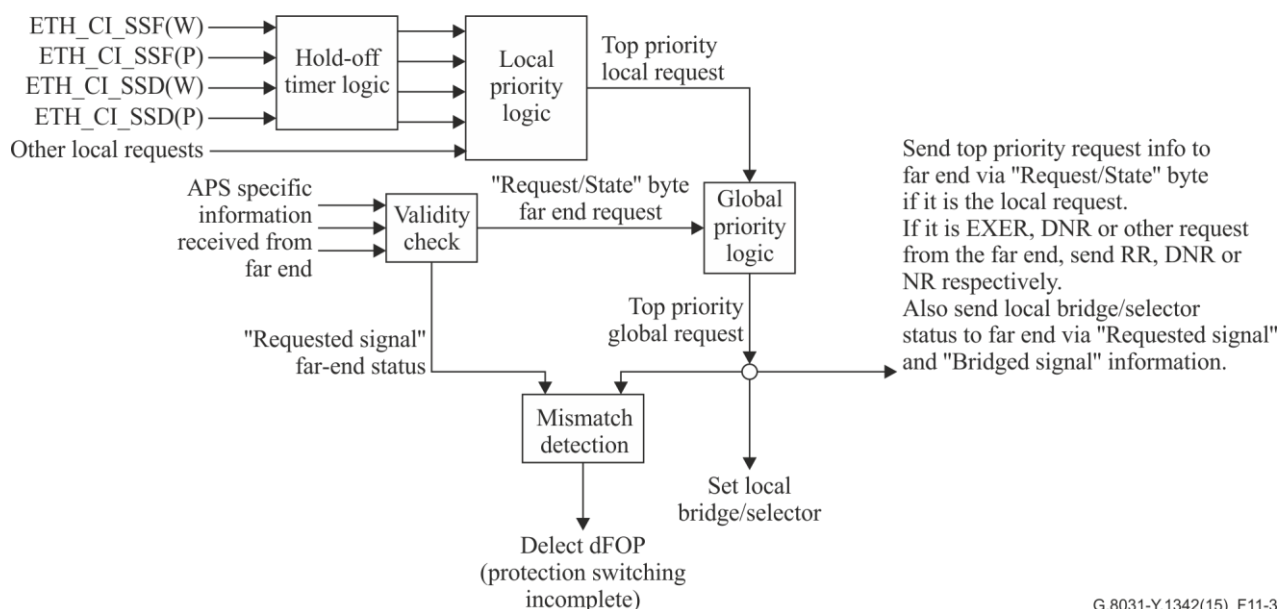 ETH_CI_SSF(W)
ETH_CI_SSF(P)
ETH_CI_SSD(W)
ETH_CI_SSD(P)
Other local requests
Hold-off
timer logic
Local
priority
logic
Top priority
local request
APS specific
information
received from
far end
Validity
check
"Request/State" byte
far end request
Global
priority
logic
Send top priority request info to
far end via "Request/State" byte
if it is the local request.
If it is EXER, DNR or other request
from the far end, send RR, DNR or
NR respectively.
Also send local bridge/selector
status to far end via "Requested signal"
and "Bridged signal" information.
"Requested signal"
far-end status
Top priority
global request
Mismatch
detection
Set local
bridge/selector
Delect dFOP
(protection switching
incomplete)
G.8031-Y.1342(15)_F11-3